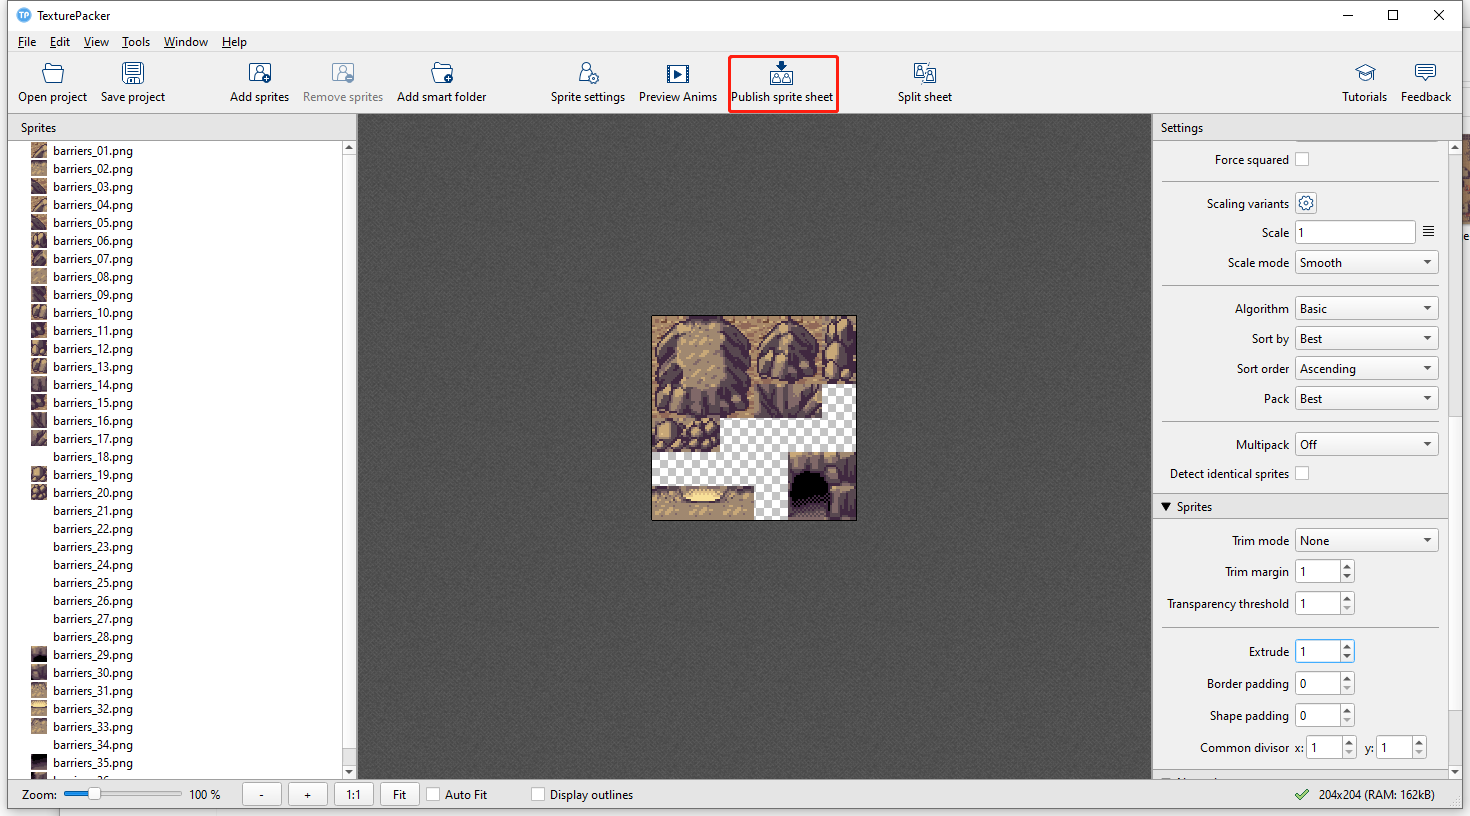 TexturePacker
File Edit View Tools Window Help
Open project Save project Add sprites Remove sprites Add smart folder Sprite settings Preview Anims Publish sprite sheet Split sheet Tutorials Feedback
Sprites
barriers_01.png
barriers_02.png
barriers_03.png
barriers_04.png
barriers_05.png
barriers_06.png
barriers_07.png
barriers_08.png
barriers_09.png
barriers_10.png
barriers_11.png
barriers_12.png
barriers_13.png
barriers_14.png
barriers_15.png
barriers_16.png
barriers_17.png
barriers_18.png
barriers_19.png
barriers_20.png
barriers_21.png
barriers_22.png
barriers_23.png
barriers_24.png
barriers_25.png
barriers_26.png
barriers_27.png
barriers_28.png
barriers_29.png
barriers_30.png
barriers_31.png
barriers_32.png
barriers_33.png
barriers_34.png
barriers_35.png
Settings
Force squared
Scaling variants
Scale 1
Scale mode Smooth
Algorithm Basic
Sort by Best
Sort order Ascending
Pack Best
Multipack Off
Detect identical sprites
Sprites
Trim mode None
Trim margin 1
Transparency threshold 1
Extrude 1
Border padding 0
Shape padding 0
Common divisor x: 1 y: 1
Zoom: 100 % - + 1:1 Fit Auto Fit Display outlines 204x204 (RAM: 162kB)